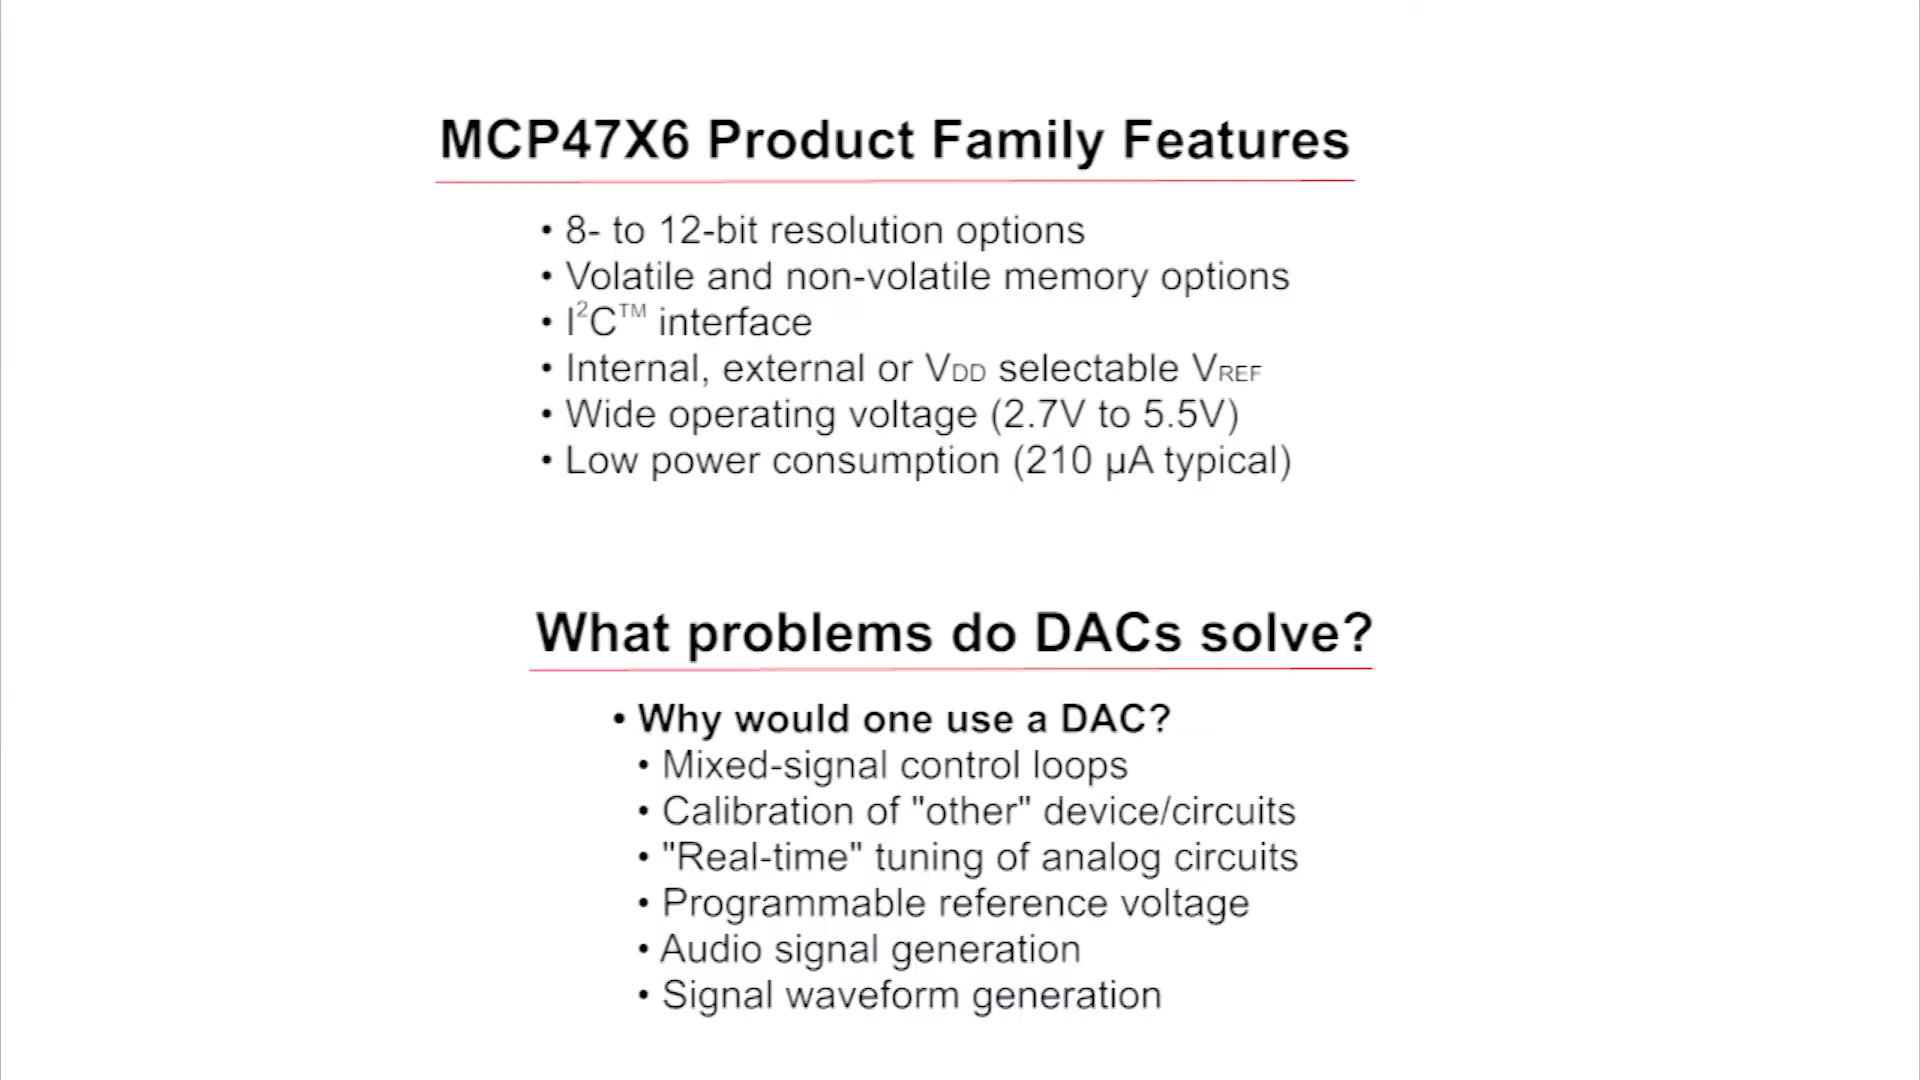 MCP47X6 Product Family Features
• 8- to 12-bit resolution options
• Volatile and non-volatile memory options
• I²C™ interface
• Internal, external or VDD selectable VREF
• Wide operating voltage (2.7V to 5.5V)
• Low power consumption (210 µA typical)
What problems do DACs solve?
• Why would one use a DAC?
• Mixed-signal control loops
• Calibration of "other" device/circuits
• "Real-time" tuning of analog circuits
• Programmable reference voltage
• Audio signal generation
• Signal waveform generation